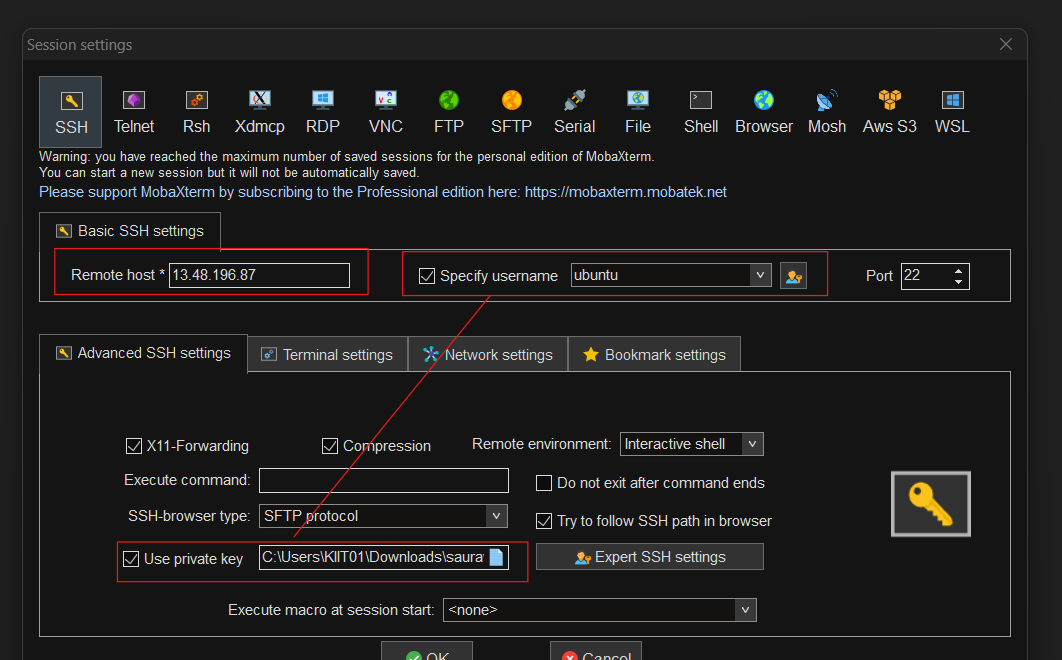 Session settings
SSH Telnet Rsh Xdmcp RDP VNC FTP SFTP Serial File Shell Browser Mosh Aws S3 WSL
Warning: you have reached the maximum number of saved sessions for the personal edition of MobaXterm.
You can start a new session but it will not be automatically saved.
Please support MobaXterm by subscribing to the Professional edition here: https://mobaxterm.mobatek.net
Basic SSH settings
Remote host * 13.48.196.87 Specify username ubuntu Port 22
Advanced SSH settings Terminal settings Network settings Bookmark settings
X11-Forwarding Compression Remote environment: Interactive shell
Execute command: Do not exit after command ends
SSH-browser type: SFTP protocol Try to follow SSH path in browser
Use private key C:\Users\KIIT01\Downloads\saura Expert SSH settings
Execute macro at session start: <none>
OK Cancel